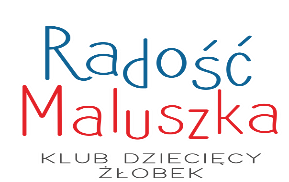 Radość
Maluszka
KLUB DZIECIĘCY
ŻŁOBEK